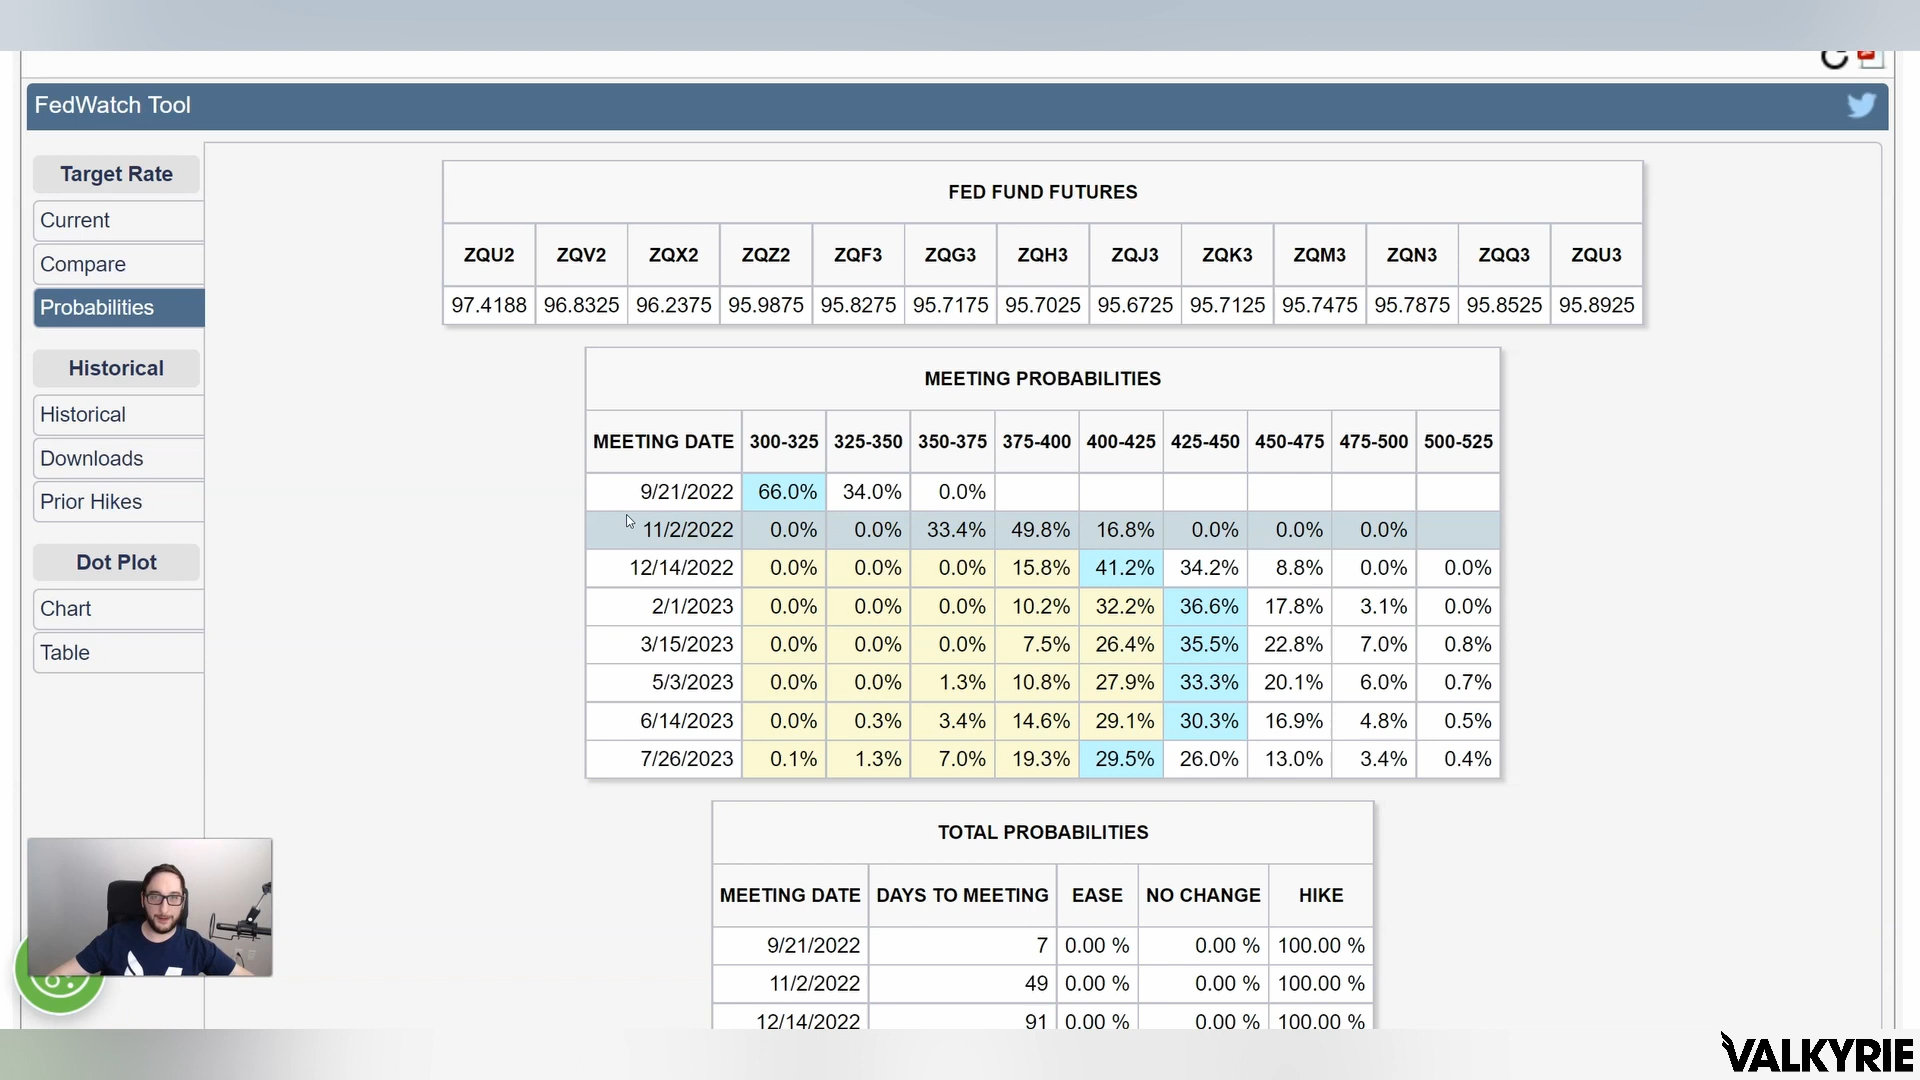 FedWatch Tool
Target Rate
Current
Compare
Probabilities
Historical
Historical
Downloads
Prior Hikes
Dot Plot
Chart
Table
FED FUND FUTURES
ZQU2 ZQV2 ZQX2 ZQZ2 ZQF3 ZQG3 ZQH3 ZQJ3 ZQK3 ZQM3 ZQN3 ZQQ3 ZQU3
97.4188 96.8325 96.2375 95.9875 95.8275 95.7175 95.7025 95.6725 95.7125 95.7475 95.7875 95.8525 95.8925
MEETING PROBABILITIES
MEETING DATE 300-325 325-350 350-375 375-400 400-425 425-450 450-475 475-500 500-525
9/21/2022 66.0% 34.0% 0.0%
11/2/2022 0.0% 0.0% 33.4% 49.8% 16.8% 0.0% 0.0% 0.0%
12/14/2022 0.0% 0.0% 0.0% 15.8% 41.2% 34.2% 8.8% 0.0% 0.0%
2/1/2023 0.0% 0.0% 0.0% 10.2% 32.2% 36.6% 17.8% 3.1% 0.0%
3/15/2023 0.0% 0.0% 0.0% 7.5% 26.4% 35.5% 22.8% 7.0% 0.8%
5/3/2023 0.0% 0.0% 1.3% 10.8% 27.9% 33.3% 20.1% 6.0% 0.7%
6/14/2023 0.0% 0.3% 3.4% 14.6% 29.1% 30.3% 16.9% 4.8% 0.5%
7/26/2023 0.1% 1.3% 7.0% 19.3% 29.5% 26.0% 13.0% 3.4% 0.4%
TOTAL PROBABILITIES
MEETING DATE DAYS TO MEETING EASE NO CHANGE HIKE
9/21/2022 7 0.00 % 0.00 % 100.00 %
11/2/2022 49 0.00 % 0.00 % 100.00 %
12/14/2022 91 0.00 % 0.00 % 100.00 %
VALKYRIE